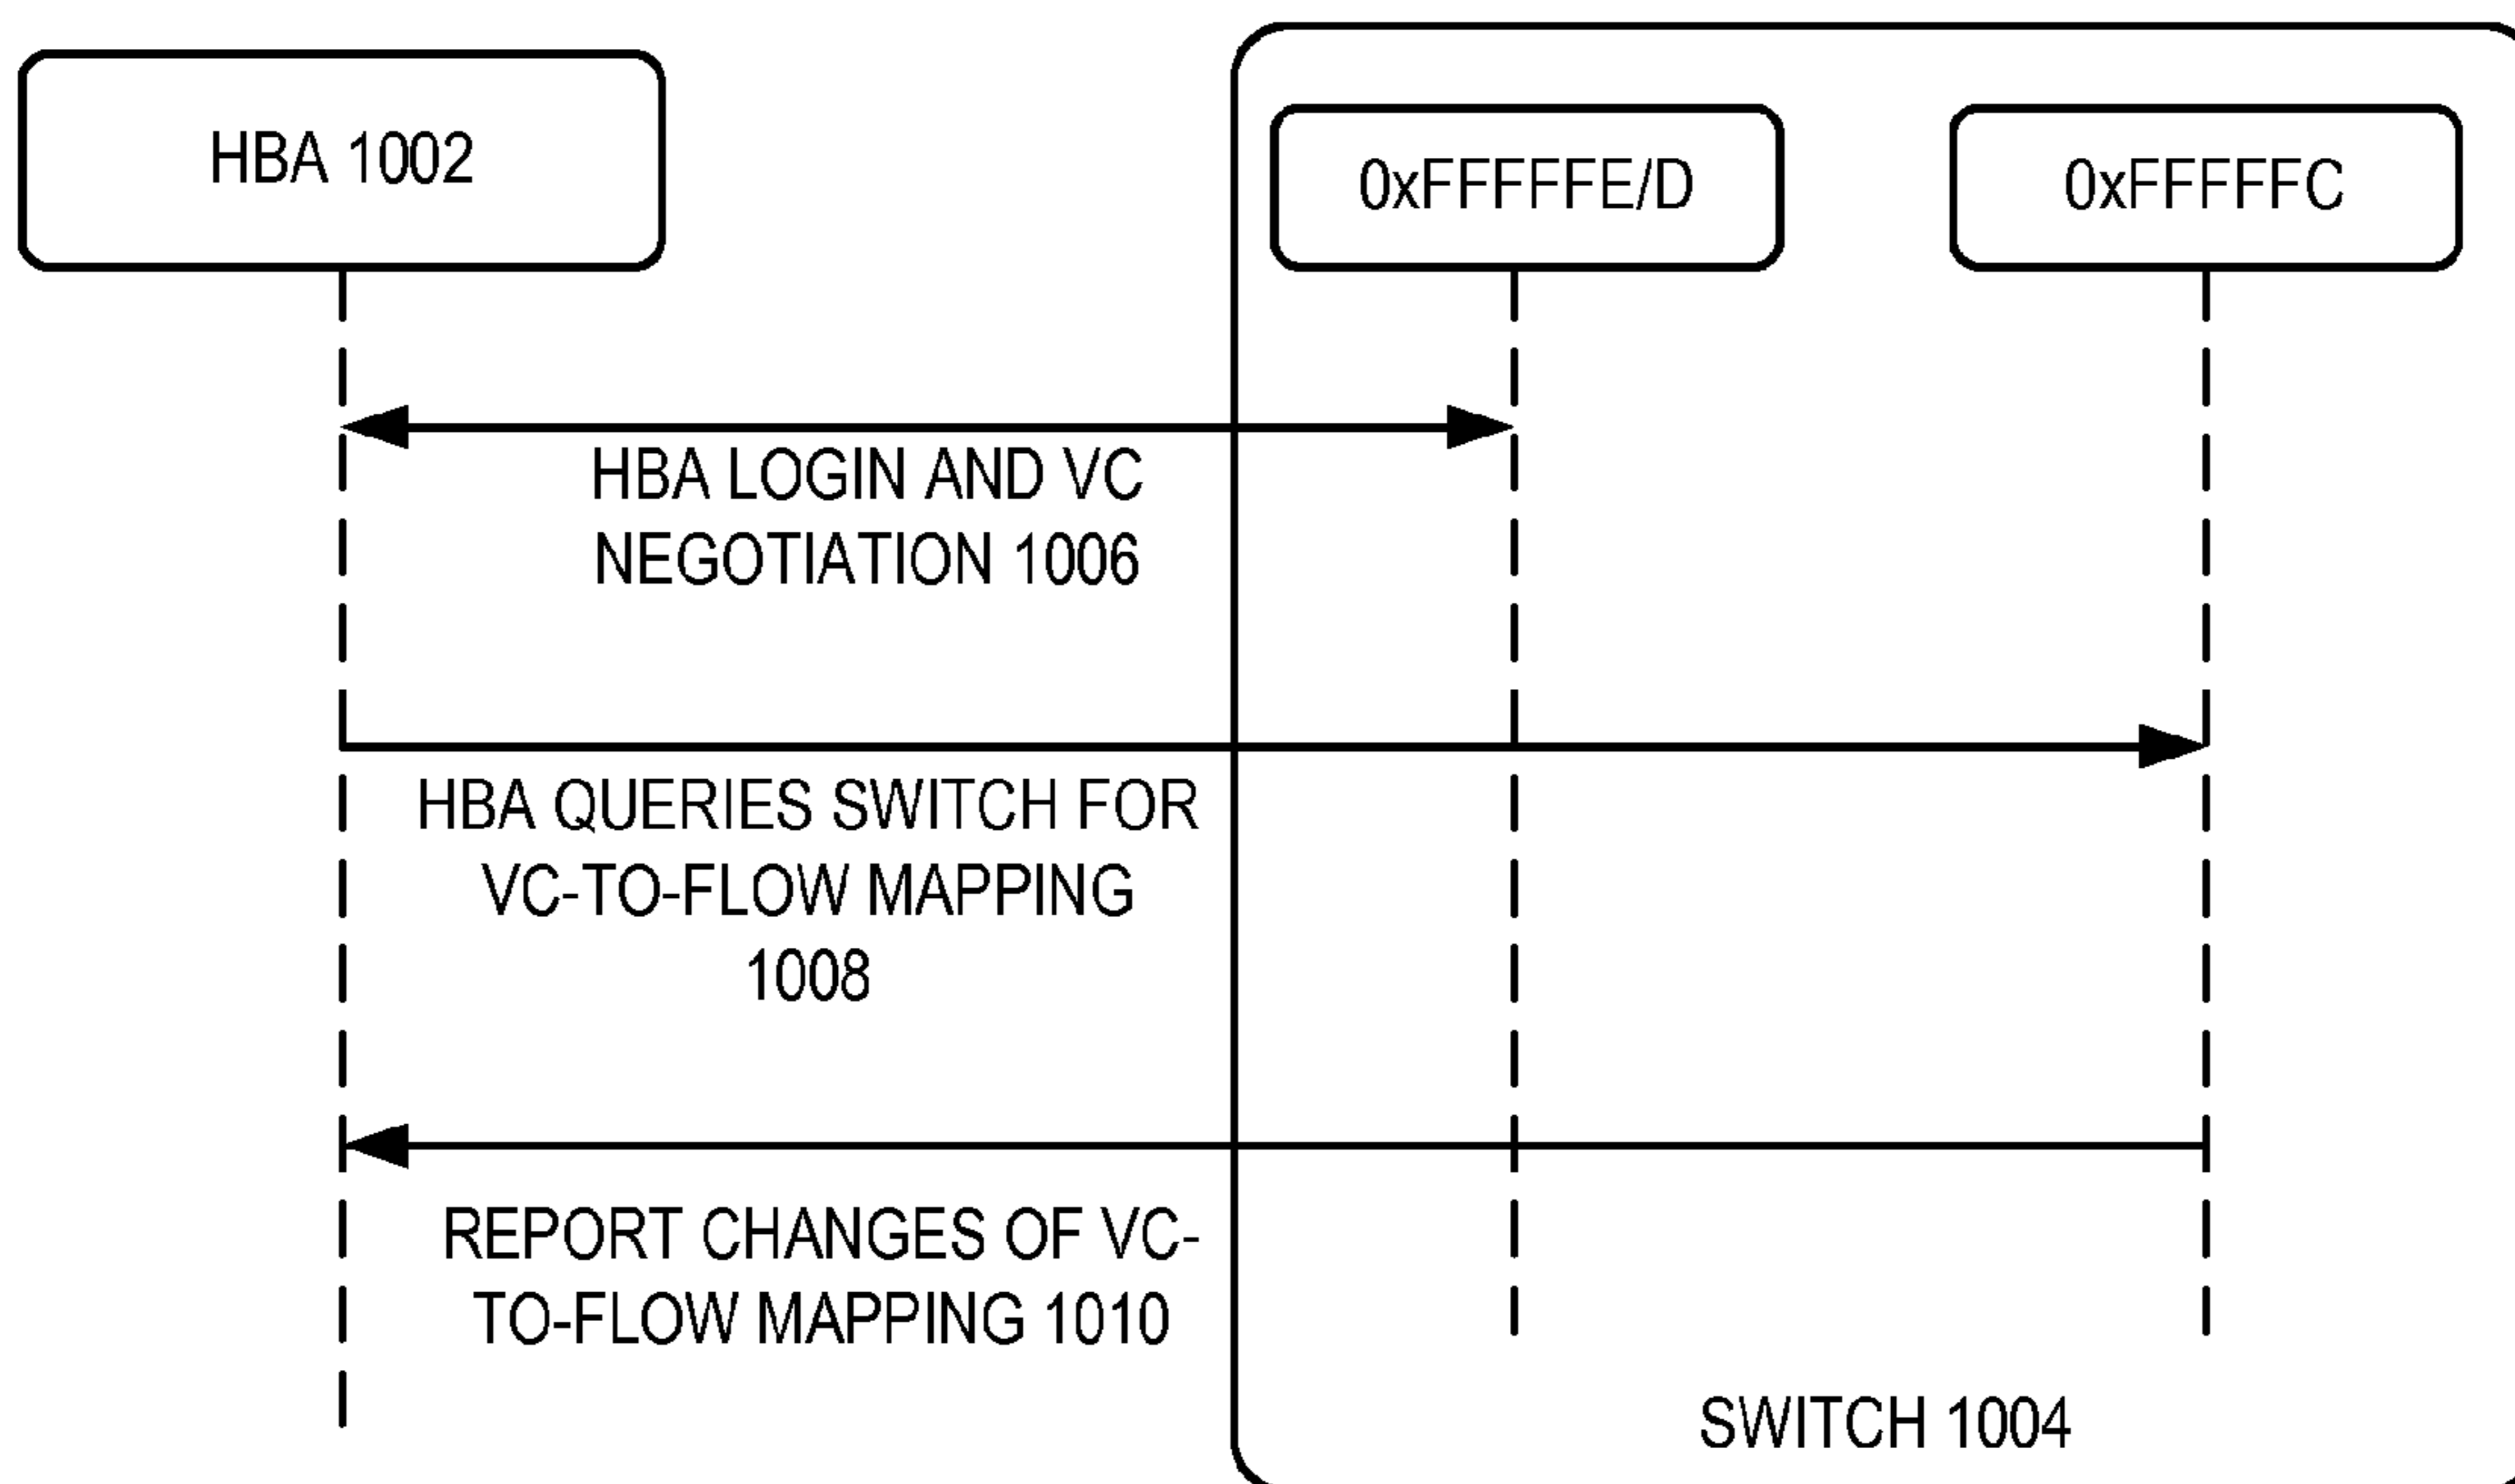 HBA 1002
0xFFFFFE/D
0xFFFFFC
HBA LOGIN AND VC
NEGOTIATION 1006
HBA QUERIES SWITCH FOR
VC-TO-FLOW MAPPING
1008
REPORT CHANGES OF VC-
TO-FLOW MAPPING 1010
SWITCH 1004